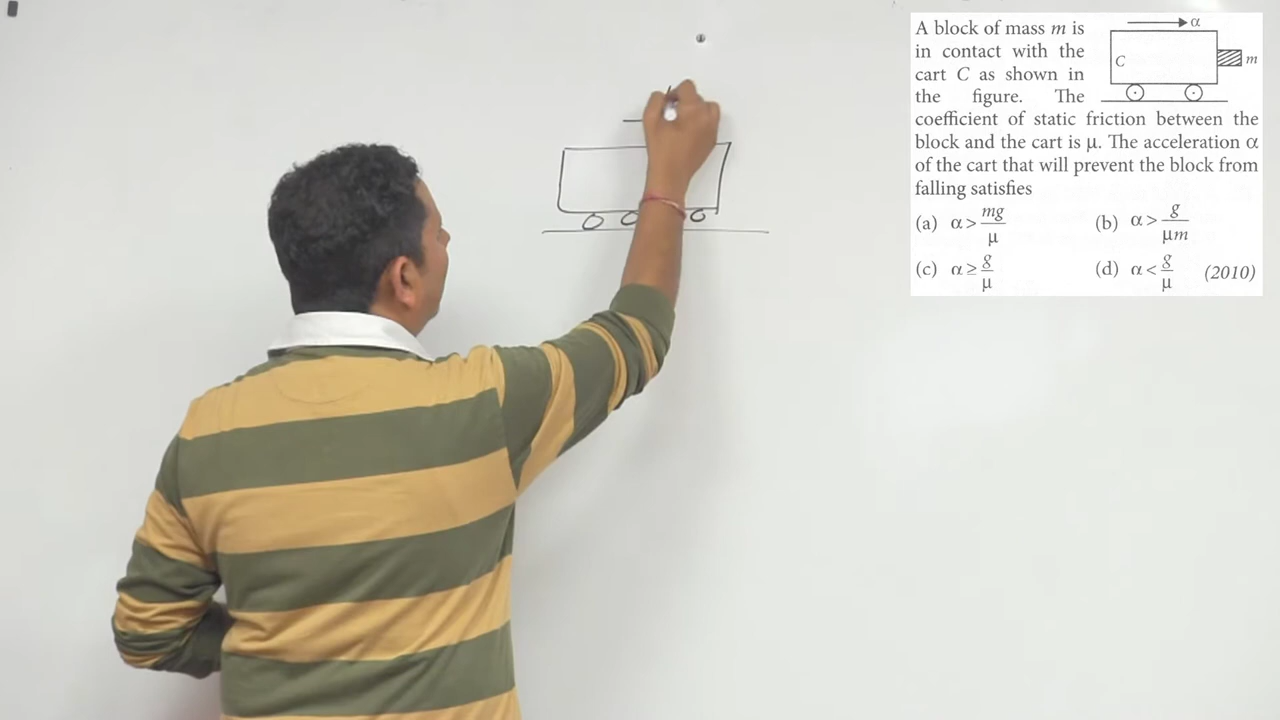 A block of mass m is
in contact with the
cart C as shown in
the figure. The
coefficient of static friction between the
block and the cart is μ. The acceleration α
of the cart that will prevent the block from
falling satisfies
(a) α > mg/μ (b) α > g/μm
(c) α ≥ g/μ (d) α < g/μ (2010)
α
C
m